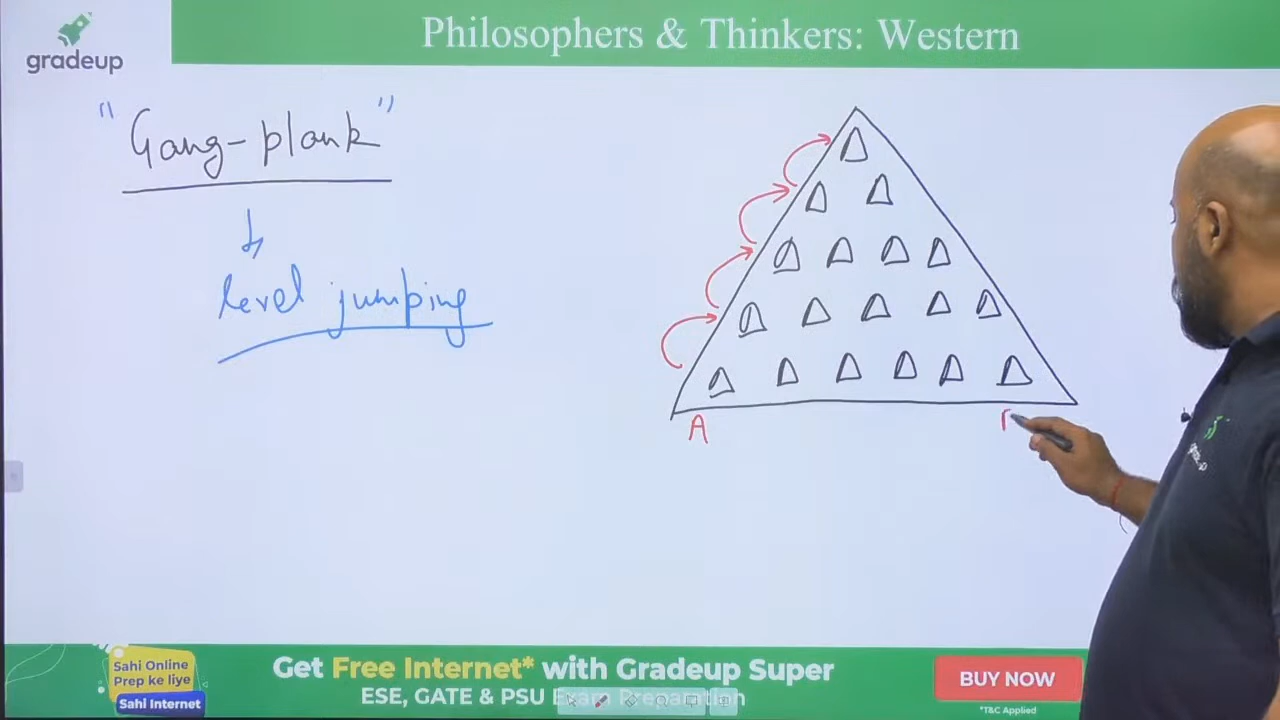 gradeup
Philosophers & Thinkers: Western
"Gang-plank"
level jumping
A
Get Free Internet* with Gradeup Super
ESE, GATE & PSU Exam Preparation
Sahi Online
Prep ke liye
Sahi Internet
BUY NOW
*T&C Applied